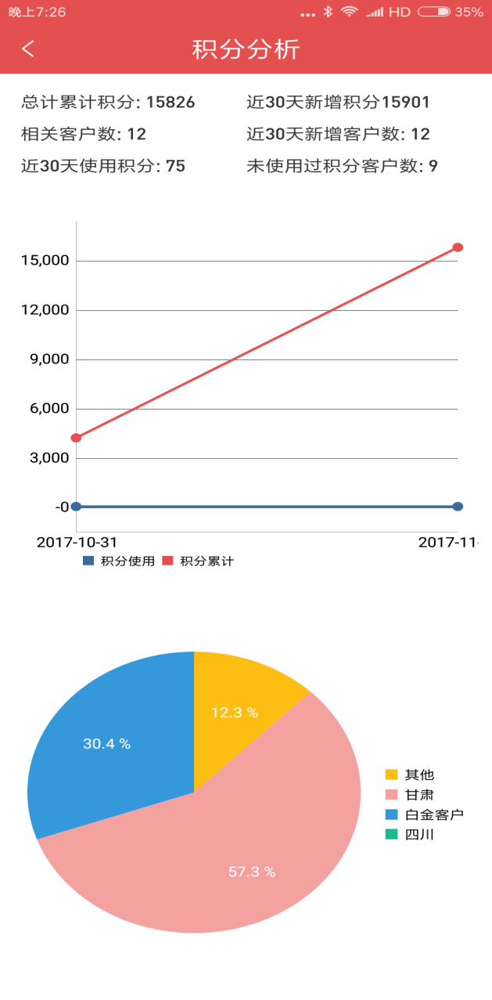 晚上7:26 ... HD 35%
积分分析
总计累计积分: 15826 近30天新增积分15901
相关客户数: 12 近30天新增客户数: 12
近30天使用积分: 75 未使用过积分客户数: 9
15,000
12,000
9,000
6,000
3,000
-0
2017-10-31 2017-11-
积分使用 积分累计
12.3 %
30.4 %
57.3 %
其他
甘肃
白金客户
四川